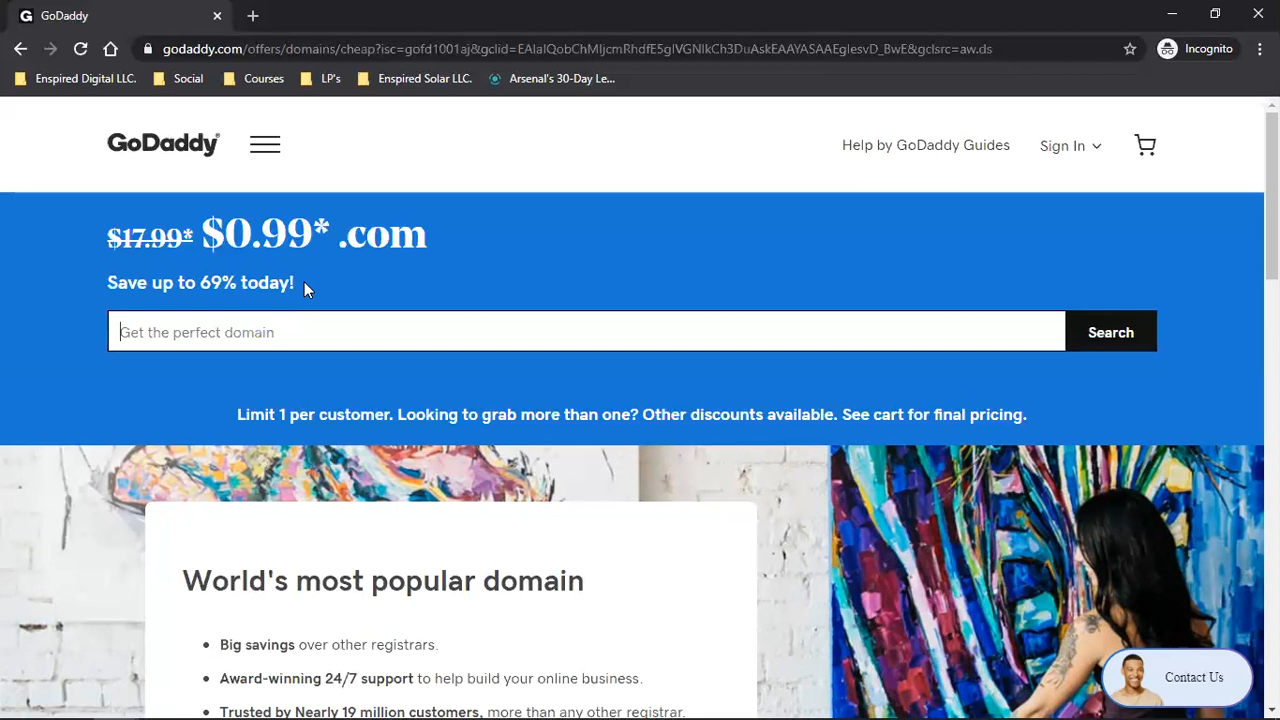 GoDaddy
godaddy.com/offers/domains/cheap?isc=gofd1001aj&gclid=EAIaIQobChMIjcmRhdfE5gIVGNlkCh3DuAskEAAYASAAEgIesvD_BwE&gclsrc=aw.ds
Incognito
Enspired Digital LLC.
Social
Courses
LP's
Enspired Solar LLC.
Arsenal's 30-Day Le...
GoDaddy
Help by GoDaddy Guides
Sign In
$17.99* $0.99* .com
Save up to 69% today!
Get the perfect domain
Search
Limit 1 per customer. Looking to grab more than one? Other discounts available. See cart for final pricing.
World's most popular domain
• Big savings over other registrars.
• Award-winning 24/7 support to help build your online business.
• Trusted by Nearly 19 million customers, more than any other registrar.
Contact Us